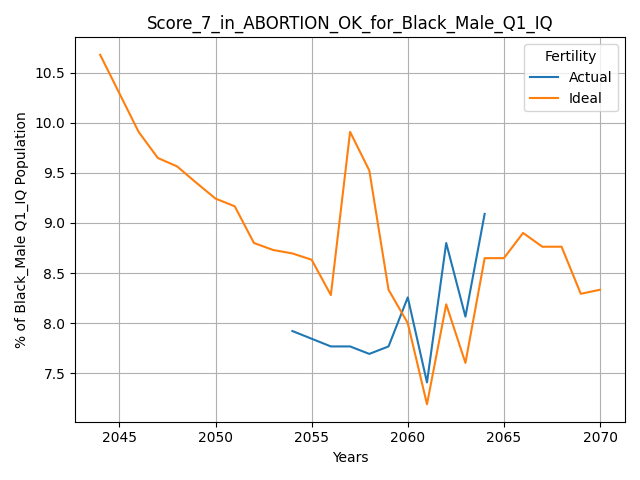 Score_7_in_ABORTION_OK_for_Black_Male_Q1_IQ
% of Black_Male Q1_IQ Population
10.5
10.0
9.5
9.0
8.5
8.0
7.5
Fertility
Actual
Ideal
2045 2050 2055 2060 2065 2070
Years